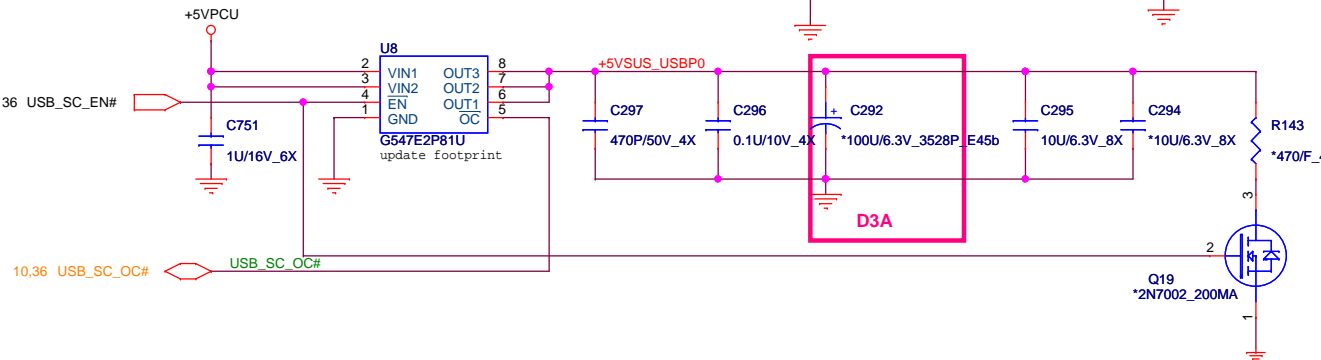 +5VPCU
U8
2 VIN1 OUT3 8
3 VIN2 OUT2 7
4 EN OUT1 6
1 GND OC 5
G547E2P81U
update footprint
36 USB_SC_EN#
C751
1U/16V_6X
+5VSUS_USBP0
C297
470P/50V_4X
C296
0.1U/10V_4X
C292
+
*100U/6.3V_3528P_E45b
D3A
C295
10U/6.3V_8X
C294
*10U/6.3V_8X
R143
*470/F_4
3
2
1
Q19
*2N7002_200MA
10,36 USB_SC_OC#
USB_SC_OC#